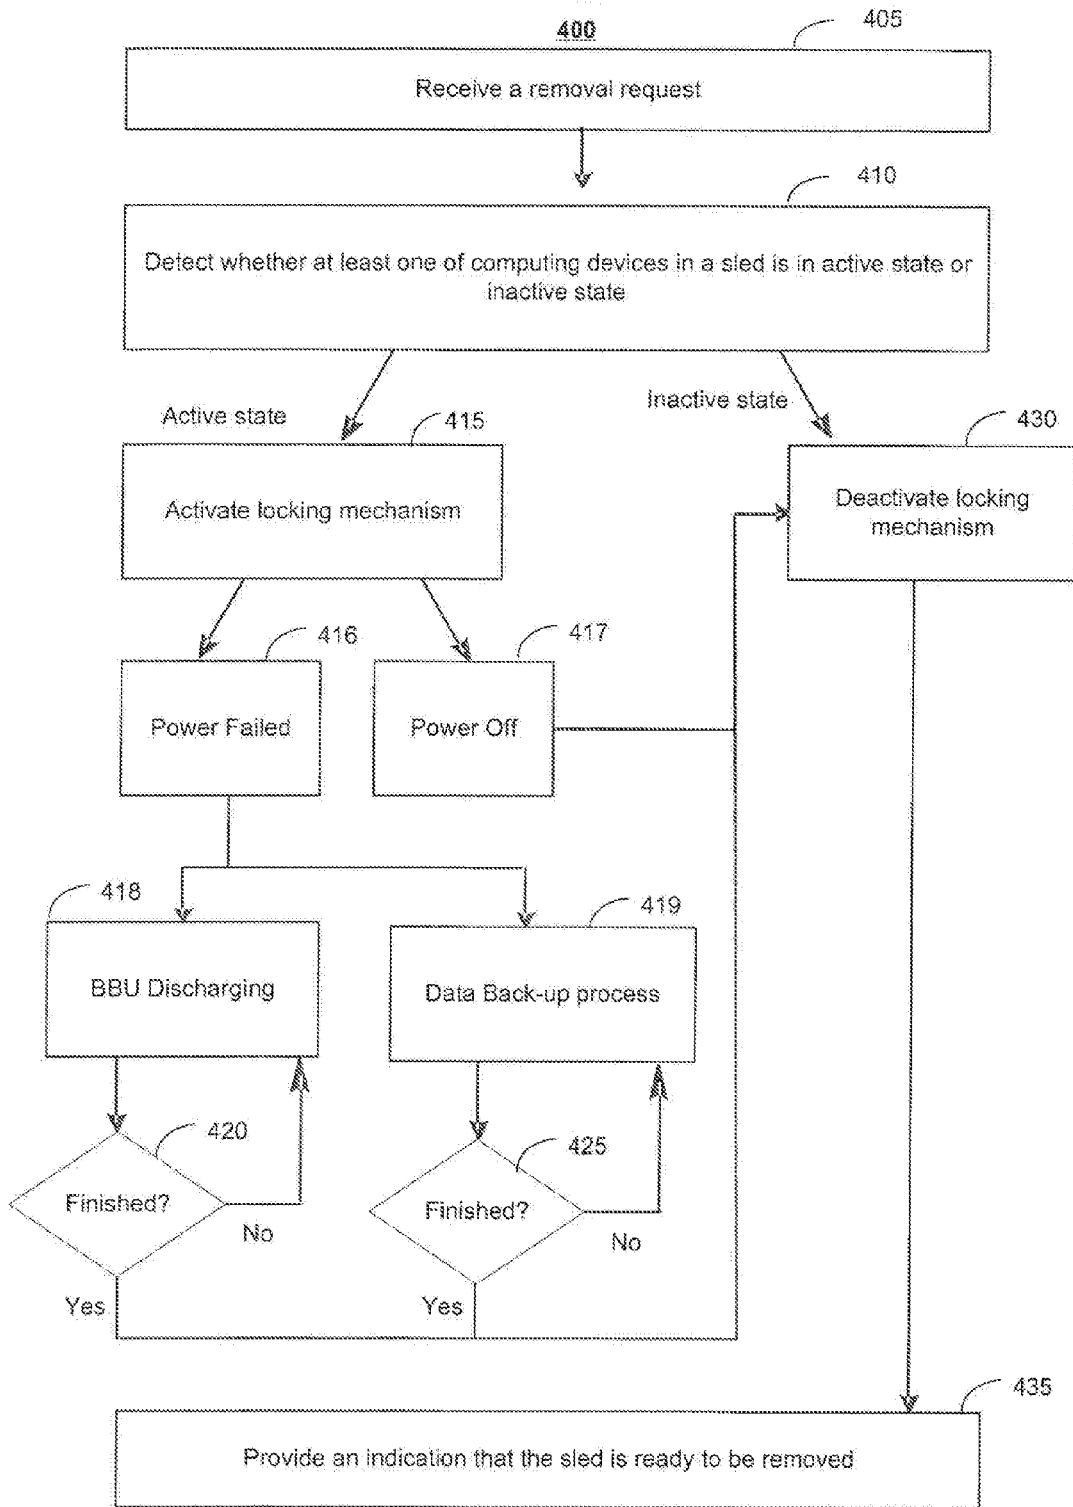 400
405
Receive a removal request
410
Detect whether at least one of computing devices in a sled is in active state or
inactive state
Active state
Inactive state
415
430
Activate locking mechanism
Deactivate locking
mechanism
416
417
Power Failed
Power Off
418
419
BBU Discharging
Data Back-up process
420
425
Finished?
Finished?
No
No
Yes
Yes
435
Provide an indication that the sled is ready to be removed